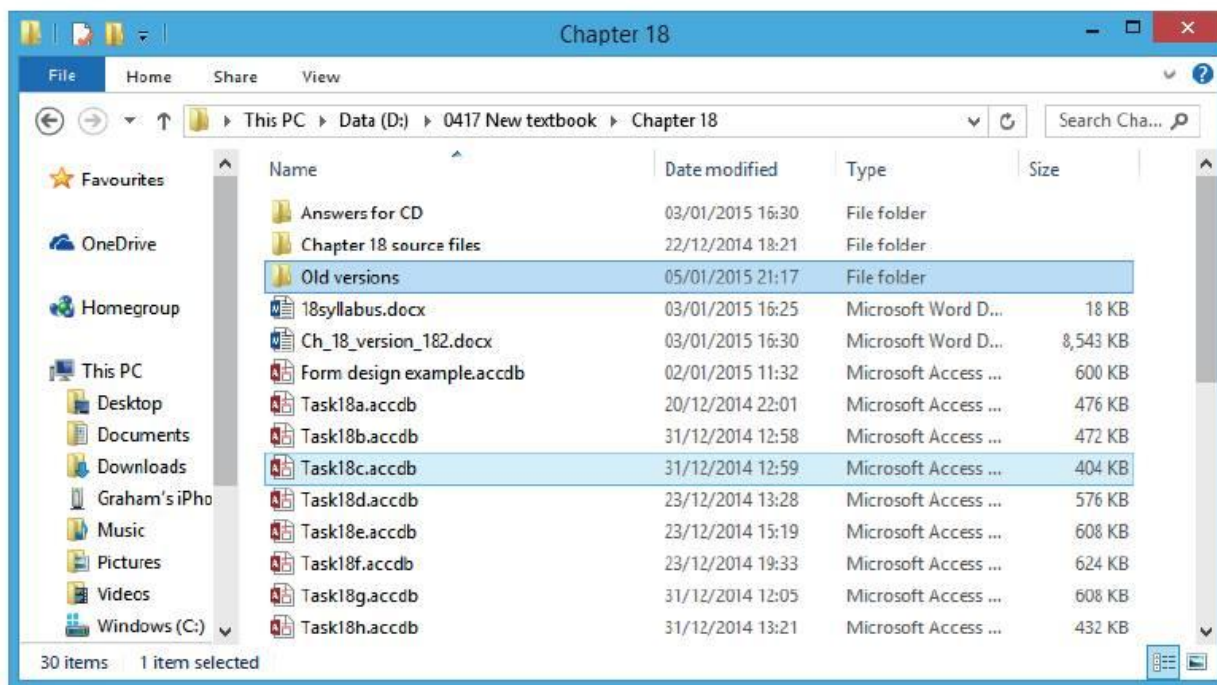 Chapter 18
File Home Share View
This PC Data (D:) 0417 New textbook Chapter 18 Search Cha...
Name Date modified Type Size
Favourites
OneDrive
Homegroup
This PC
Desktop
Documents
Downloads
Graham's iPho
Music
Pictures
Videos
Windows (C:)
Answers for CD 03/01/2015 16:30 File folder
Chapter 18 source files 22/12/2014 18:21 File folder
Old versions 05/01/2015 21:17 File folder
18syllabus.docx 03/01/2015 16:25 Microsoft Word D... 18 KB
Ch_18_version_182.docx 03/01/2015 16:30 Microsoft Word D... 8,543 KB
Form design example.accdb 02/01/2015 11:32 Microsoft Access ... 600 KB
Task18a.accdb 20/12/2014 22:01 Microsoft Access ... 476 KB
Task18b.accdb 31/12/2014 12:58 Microsoft Access ... 472 KB
Task18c.accdb 31/12/2014 12:59 Microsoft Access ... 404 KB
Task18d.accdb 23/12/2014 13:28 Microsoft Access ... 576 KB
Task18e.accdb 23/12/2014 15:19 Microsoft Access ... 608 KB
Task18f.accdb 23/12/2014 19:33 Microsoft Access ... 624 KB
Task18g.accdb 31/12/2014 12:05 Microsoft Access ... 608 KB
Task18h.accdb 31/12/2014 13:21 Microsoft Access ... 432 KB
30 items 1 item selected